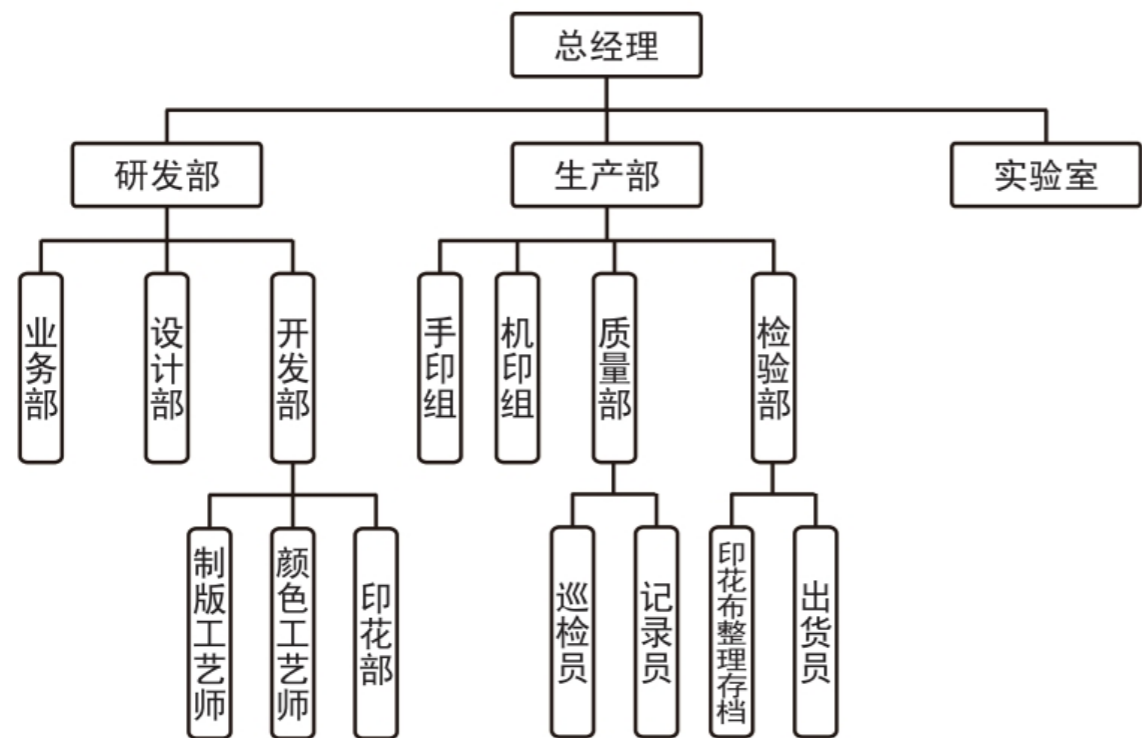 总经理
研发部
生产部
实验室
业务部
设计部
开发部
手印组
机印组
质量部
检验部
制版工艺师
颜色工艺师
印花部
巡检员
记录员
印花布整理存档
出货员